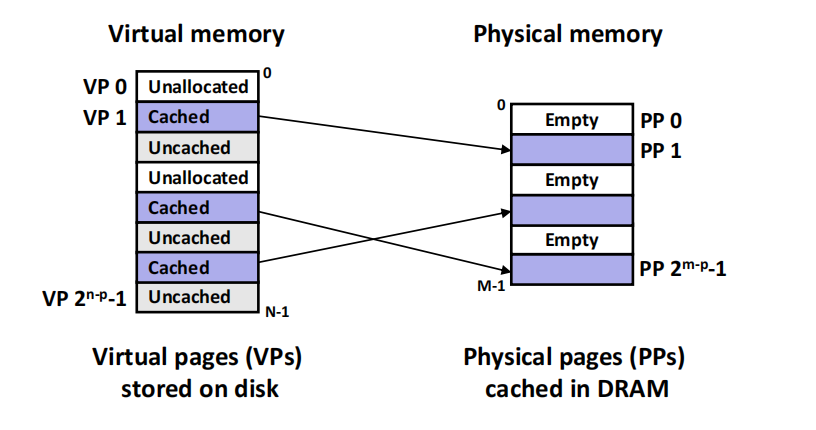 Virtual memory
Physical memory
0
VP 0
Unallocated
VP 1
Cached
Uncached
Unallocated
Cached
Uncached
Cached
VP 2ⁿ⁻ᵖ-1
Uncached
N-1
0
Empty
PP 0
PP 1
Empty
Empty
PP 2ᵐ⁻ᵖ-1
M-1
Virtual pages (VPs)
stored on disk
Physical pages (PPs)
cached in DRAM